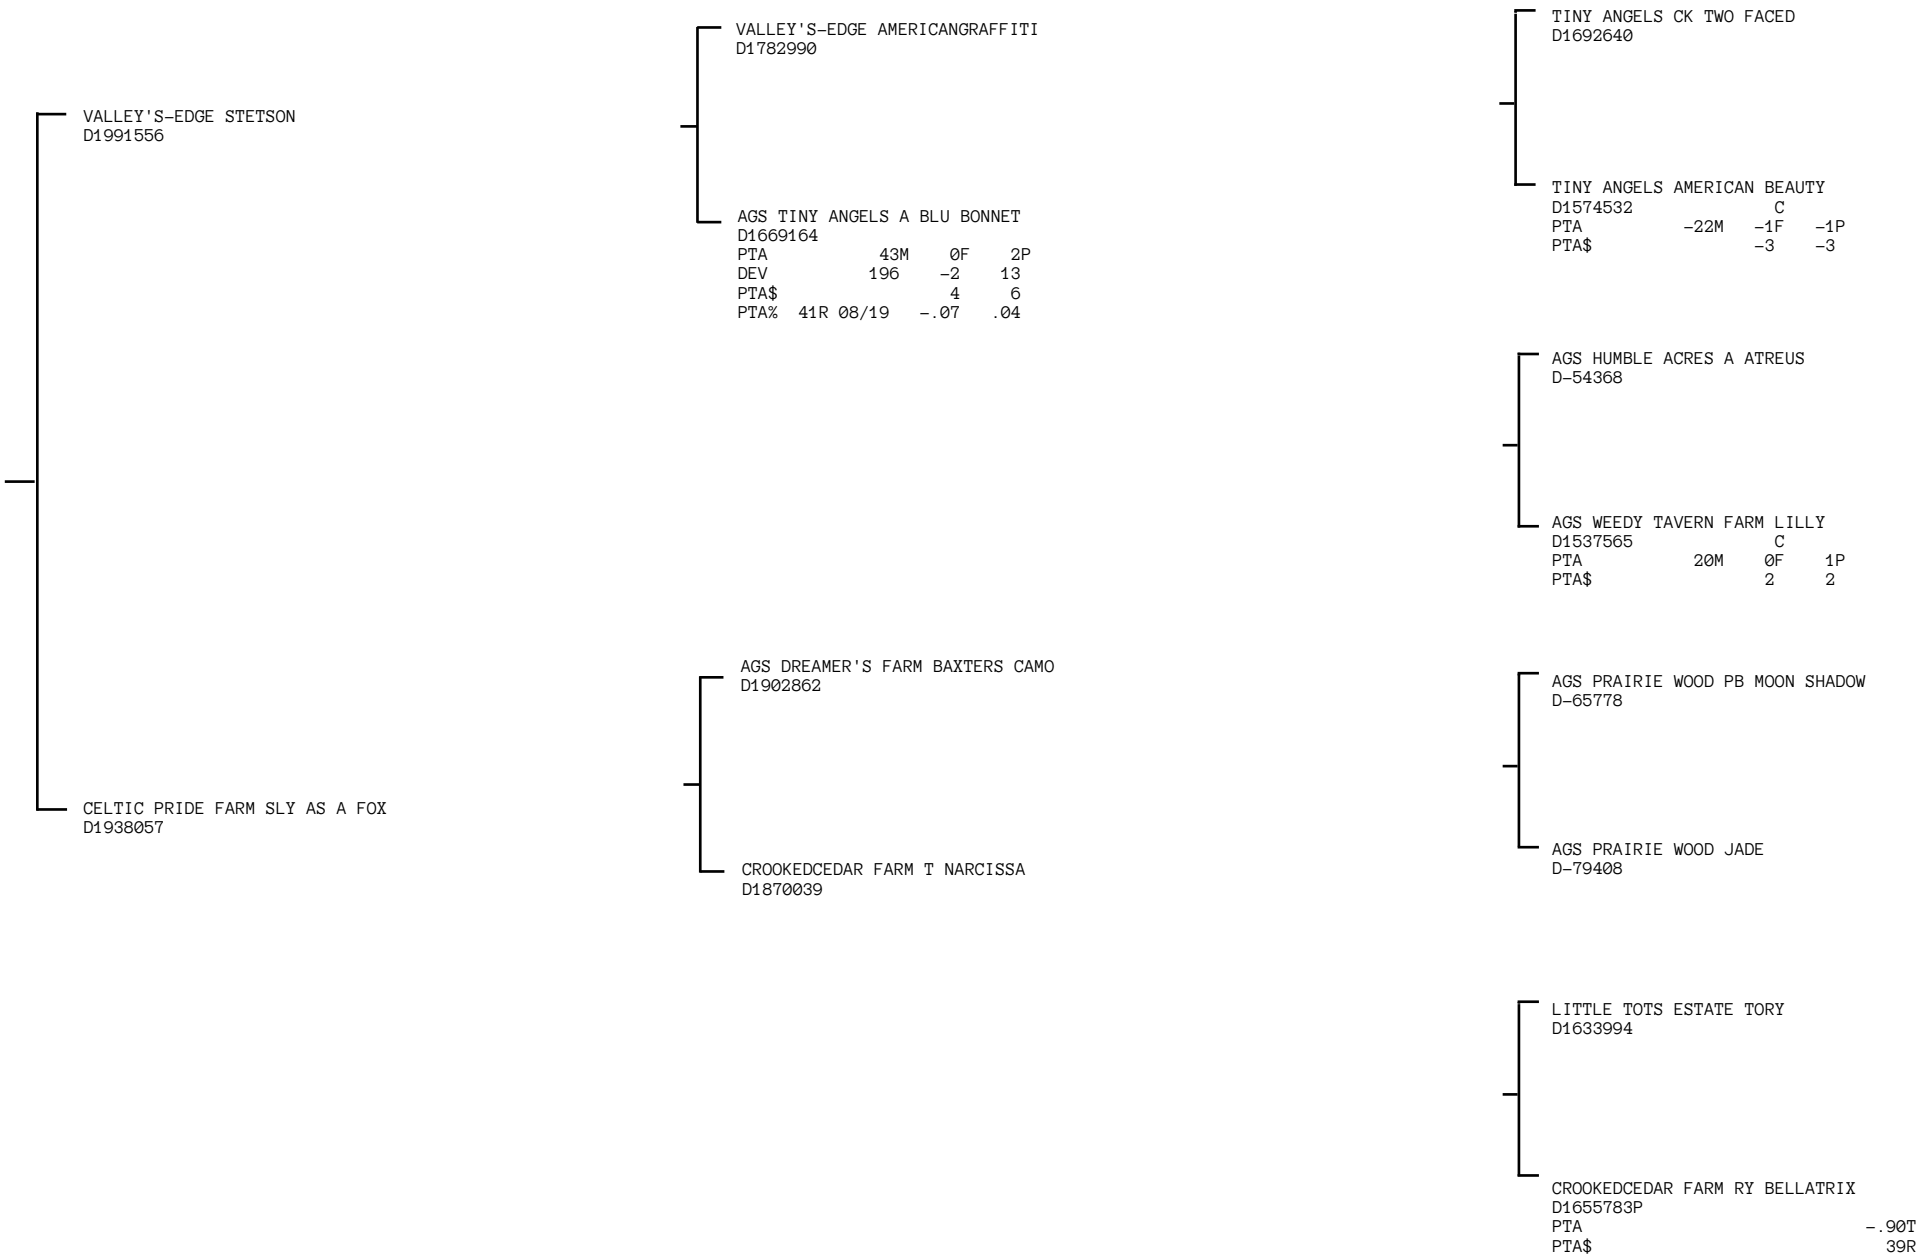 VALLEY'S-EDGE STETSON
D1991556
CELTIC PRIDE FARM SLY AS A FOX
D1938057
VALLEY'S-EDGE AMERICANGRAFFITI
D1782990
AGS TINY ANGELS A BLU BONNET
D1669164
PTA 43M 0F 2P
DEV 196 -2 13
PTA$ 4 6
PTA% 41R 08/19 -.07 .04
AGS DREAMER'S FARM BAXTERS CAMO
D1902862
CROOKEDCEDAR FARM T NARCISSA
D1870039
TINY ANGELS CK TWO FACED
D1692640
TINY ANGELS AMERICAN BEAUTY
D1574532 C
PTA -22M -1F -1P
PTA$ -3 -3
AGS HUMBLE ACRES A ATREUS
D-54368
AGS WEEDY TAVERN FARM LILLY
D1537565 C
PTA 20M 0F 1P
PTA$ 2 2
AGS PRAIRIE WOOD PB MOON SHADOW
D-65778
AGS PRAIRIE WOOD JADE
D-79408
LITTLE TOTS ESTATE TORY
D1633994
CROOKEDCEDAR FARM RY BELLATRIX
D1655783P
PTA -.90T
PTA$ 39R